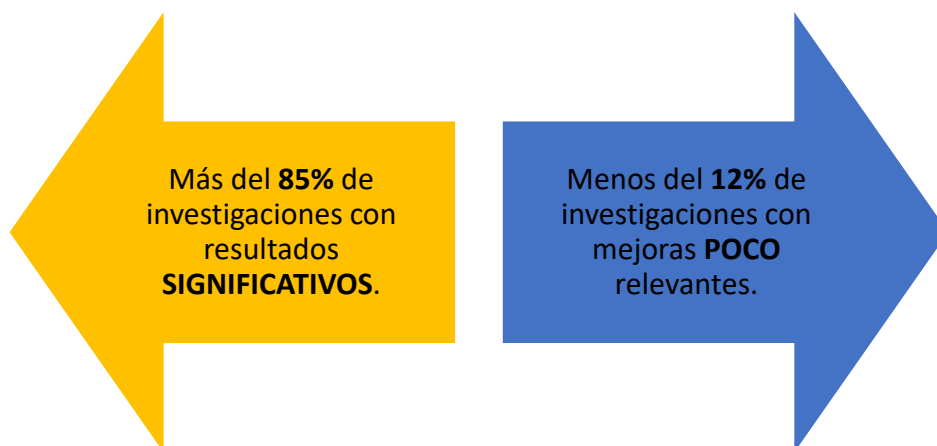 Más del 85% de
investigaciones con
resultados
SIGNIFICATIVOS.
Menos del 12% de
investigaciones con
mejoras POCO
relevantes.